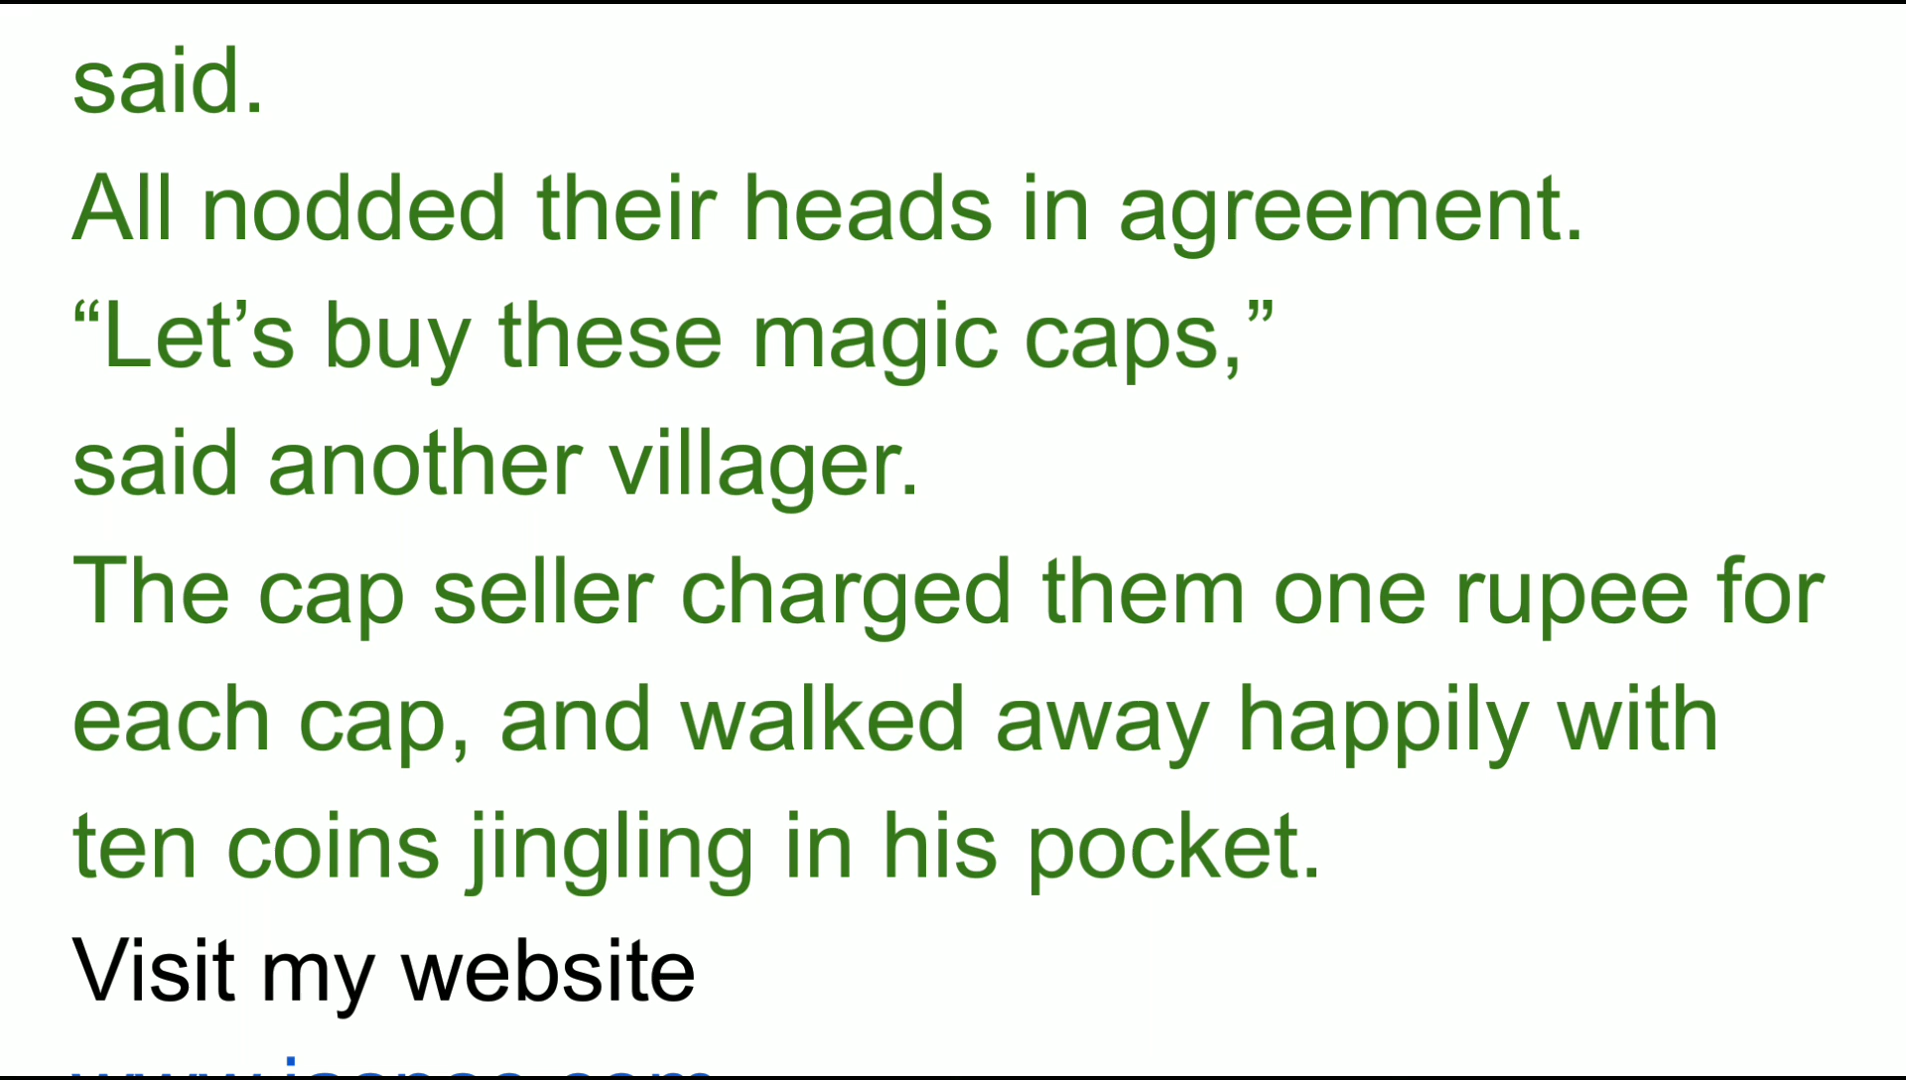 said.
All nodded their heads in agreement.
“Let’s buy these magic caps,”
said another villager.
The cap seller charged them one rupee for
each cap, and walked away happily with
ten coins jingling in his pocket.
Visit my website